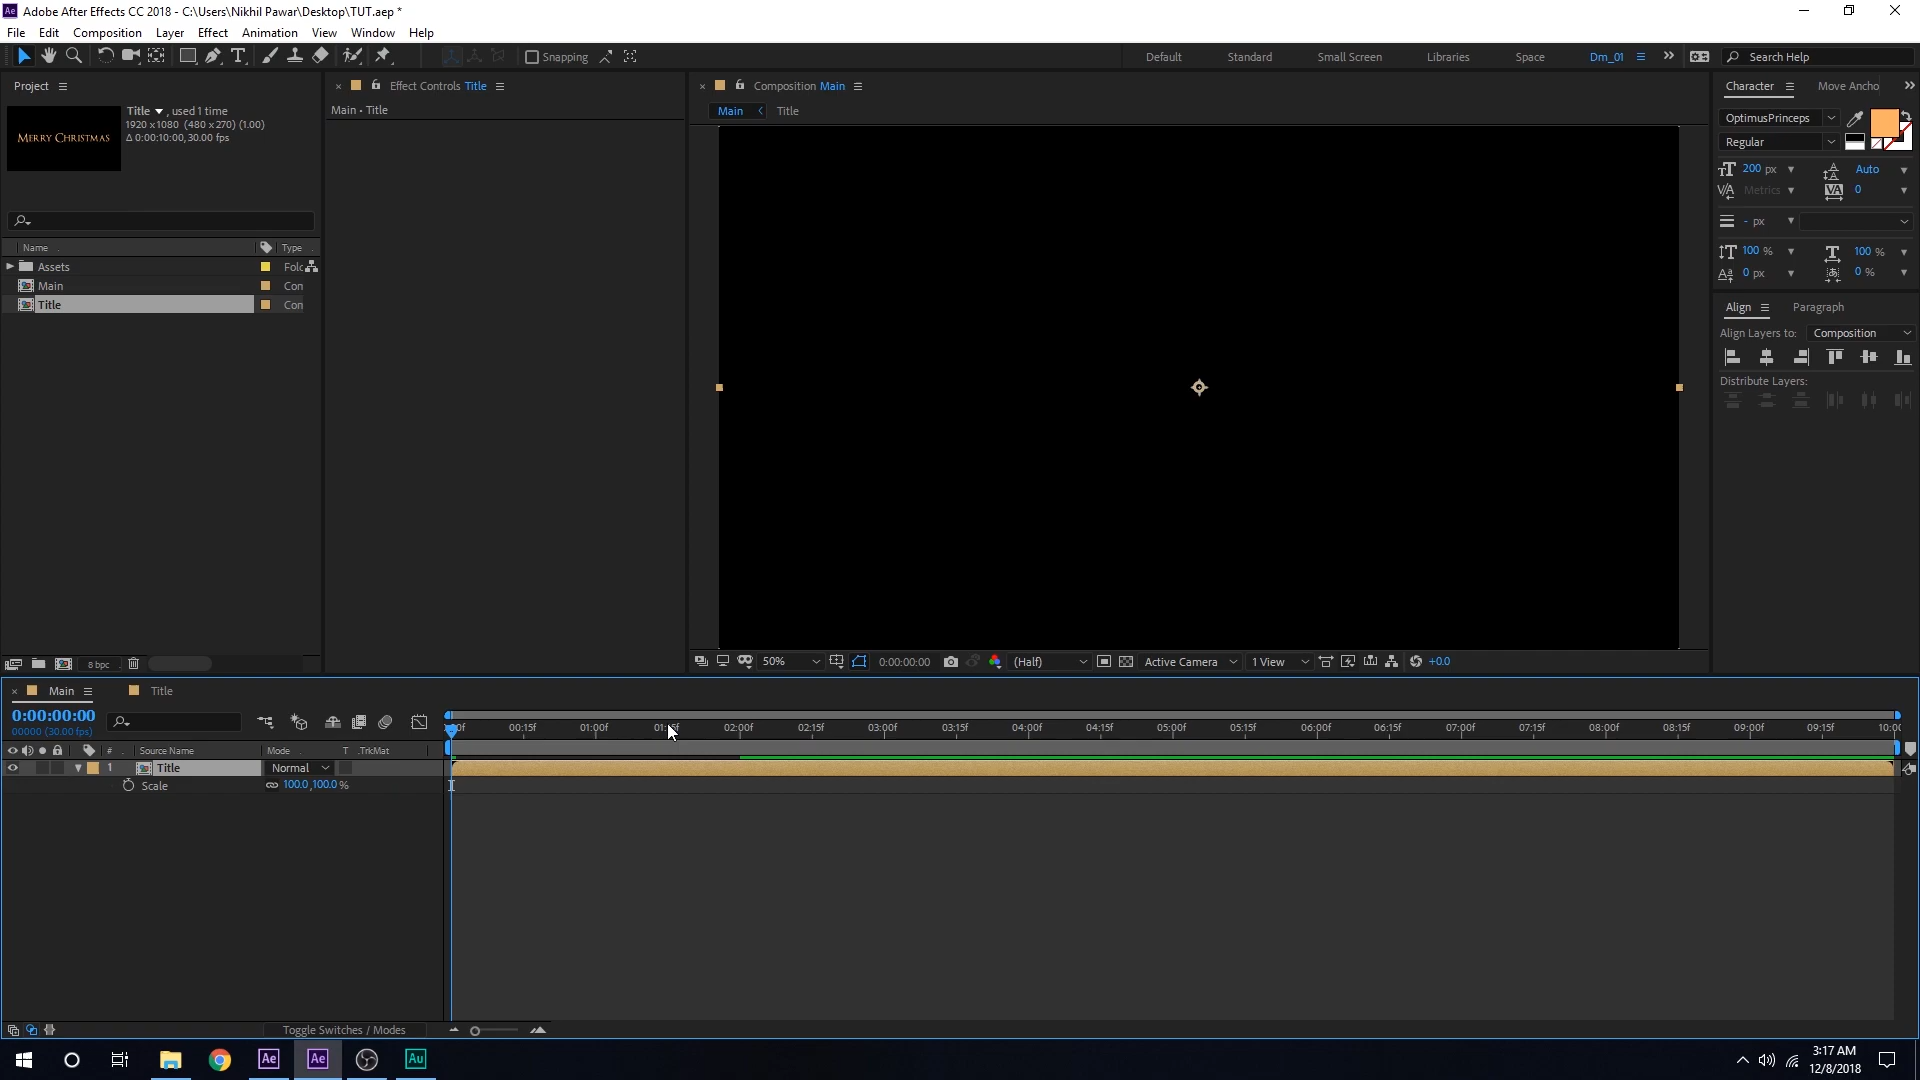 Ae Adobe After Effects CC 2018 - C:\Users\Nikhil Pawar\Desktop\TUT.aep *
File Edit Composition Layer Effect Animation View Window Help
Snapping Default Standard Small Screen Libraries Space Dm_01 Search Help
Project
Effect Controls Title
Composition Main
Character Move Ancho
Title , used 1 time
1920 x 1080 (480 x 270) (1.00)
Δ 0:00:10:00, 30.00 fps
MERRY CHRISTMAS
Main • Title
Main Title
OptimusPrinceps
Regular
200 px Auto
Metrics 0
- px
100 % 100 %
0 px 0 %
Name Type
Assets Folc
Main Con
Title Con
Align Paragraph
Align Layers to: Composition
Distribute Layers:
8 bpc
50% 0:00:00:00 (Half) Active Camera 1 View +0.0
Main Title
0:00:00:00
00000 (30.00 fps)
00:15f 01:00f 02:00f 02:15f 03:00f 03:15f 04:00f 04:15f 05:00f 05:15f 06:00f 06:15f 07:00f 07:15f 08:00f 08:15f 09:00f 09:15f 10:00
# Source Name Mode T .TrkMat
1 Title Normal
Scale 100.0,100.0 %
Toggle Switches / Modes
Ae Ae Au
3:17 AM
12/8/2018